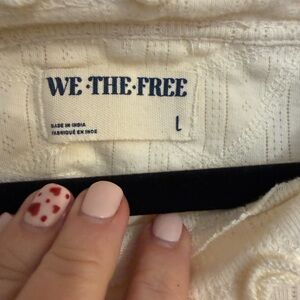 WE·THE·FREE
MADE IN INDIA
FABRIQUÉ EN INDE
L